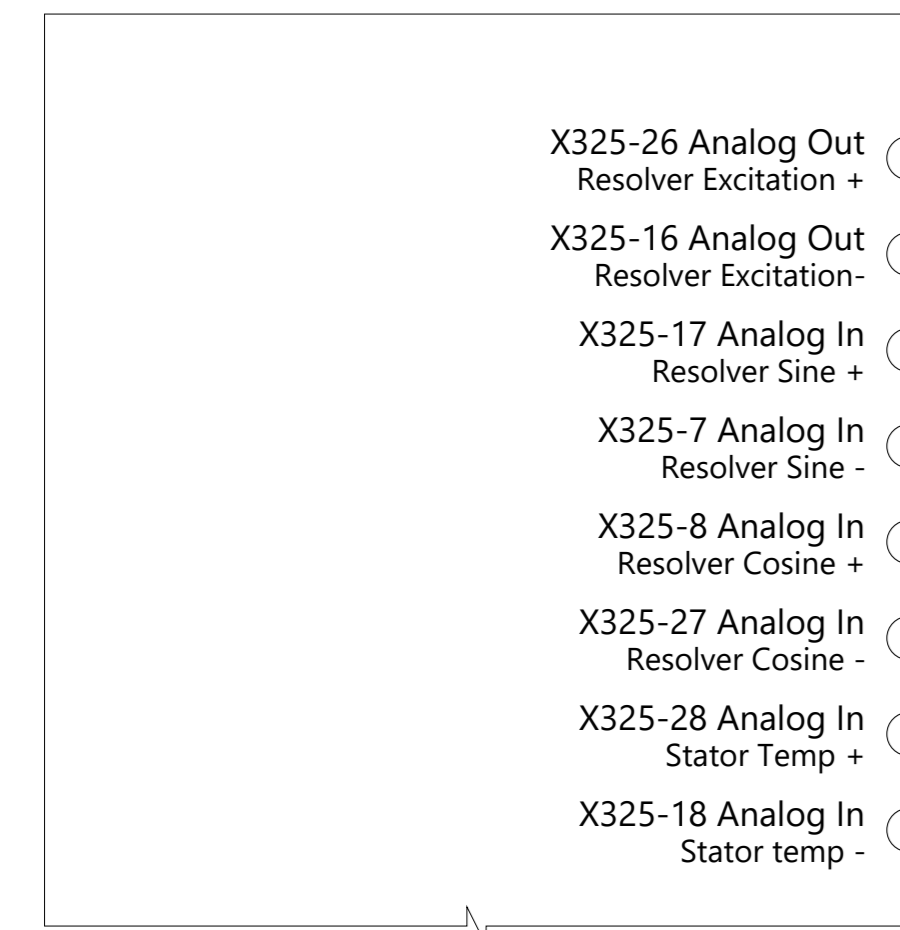 X325-26 Analog Out
Resolver Excitation +
X325-16 Analog Out
Resolver Excitation-
X325-17 Analog In
Resolver Sine +
X325-7 Analog In
Resolver Sine -
X325-8 Analog In
Resolver Cosine +
X325-27 Analog In
Resolver Cosine -
X325-28 Analog In
Stator Temp +
X325-18 Analog In
Stator temp -